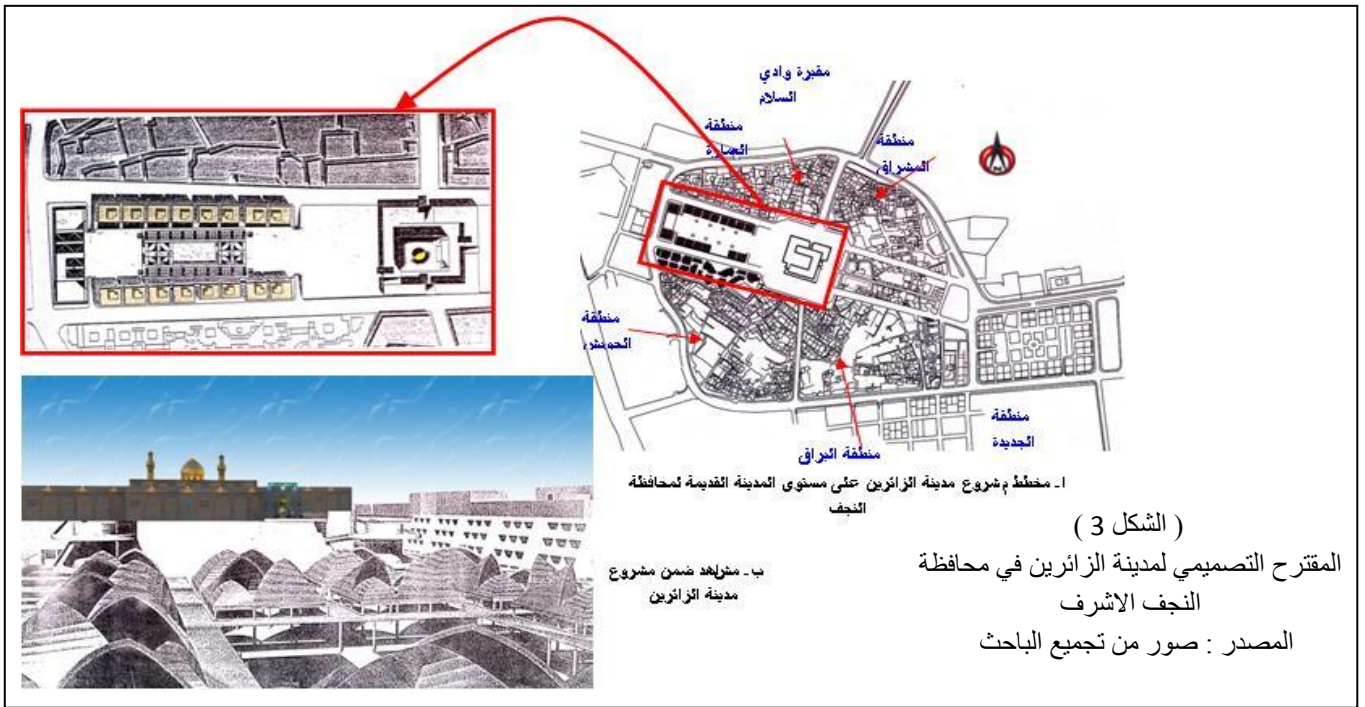 مقبرة وادي
السلام
منطقة
العمارة
منطقة
المشراق
منطقة
الحويش
منطقة البراق
منطقة
الجديدة
ا- مخطط مشروع مدينة الزائرين على مستوى المدينة القديمة لمحافظة
النجف
ب- مشاهد ضمن مشروع
مدينة الزائرين
( الشكل 3 )
المقترح التصميمي لمدينة الزائرين في محافظة
النجف الاشرف
المصدر : صور من تجميع الباحث